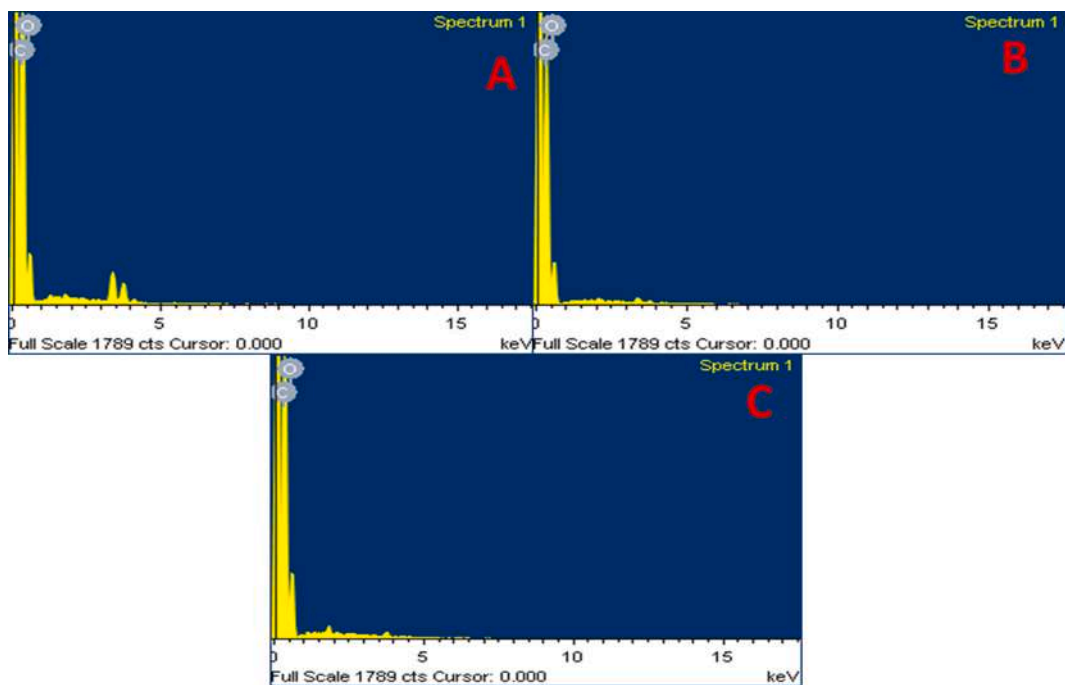 Spectrum 1
O
C
A
0 5 10 15
Full Scale 1789 cts Cursor: 0.000 keV
Spectrum 1
O
C
B
0 5 10 15
Full Scale 1789 cts Cursor: 0.000 keV
Spectrum 1
O
C
C
0 5 10 15
Full Scale 1789 cts Cursor: 0.000 keV